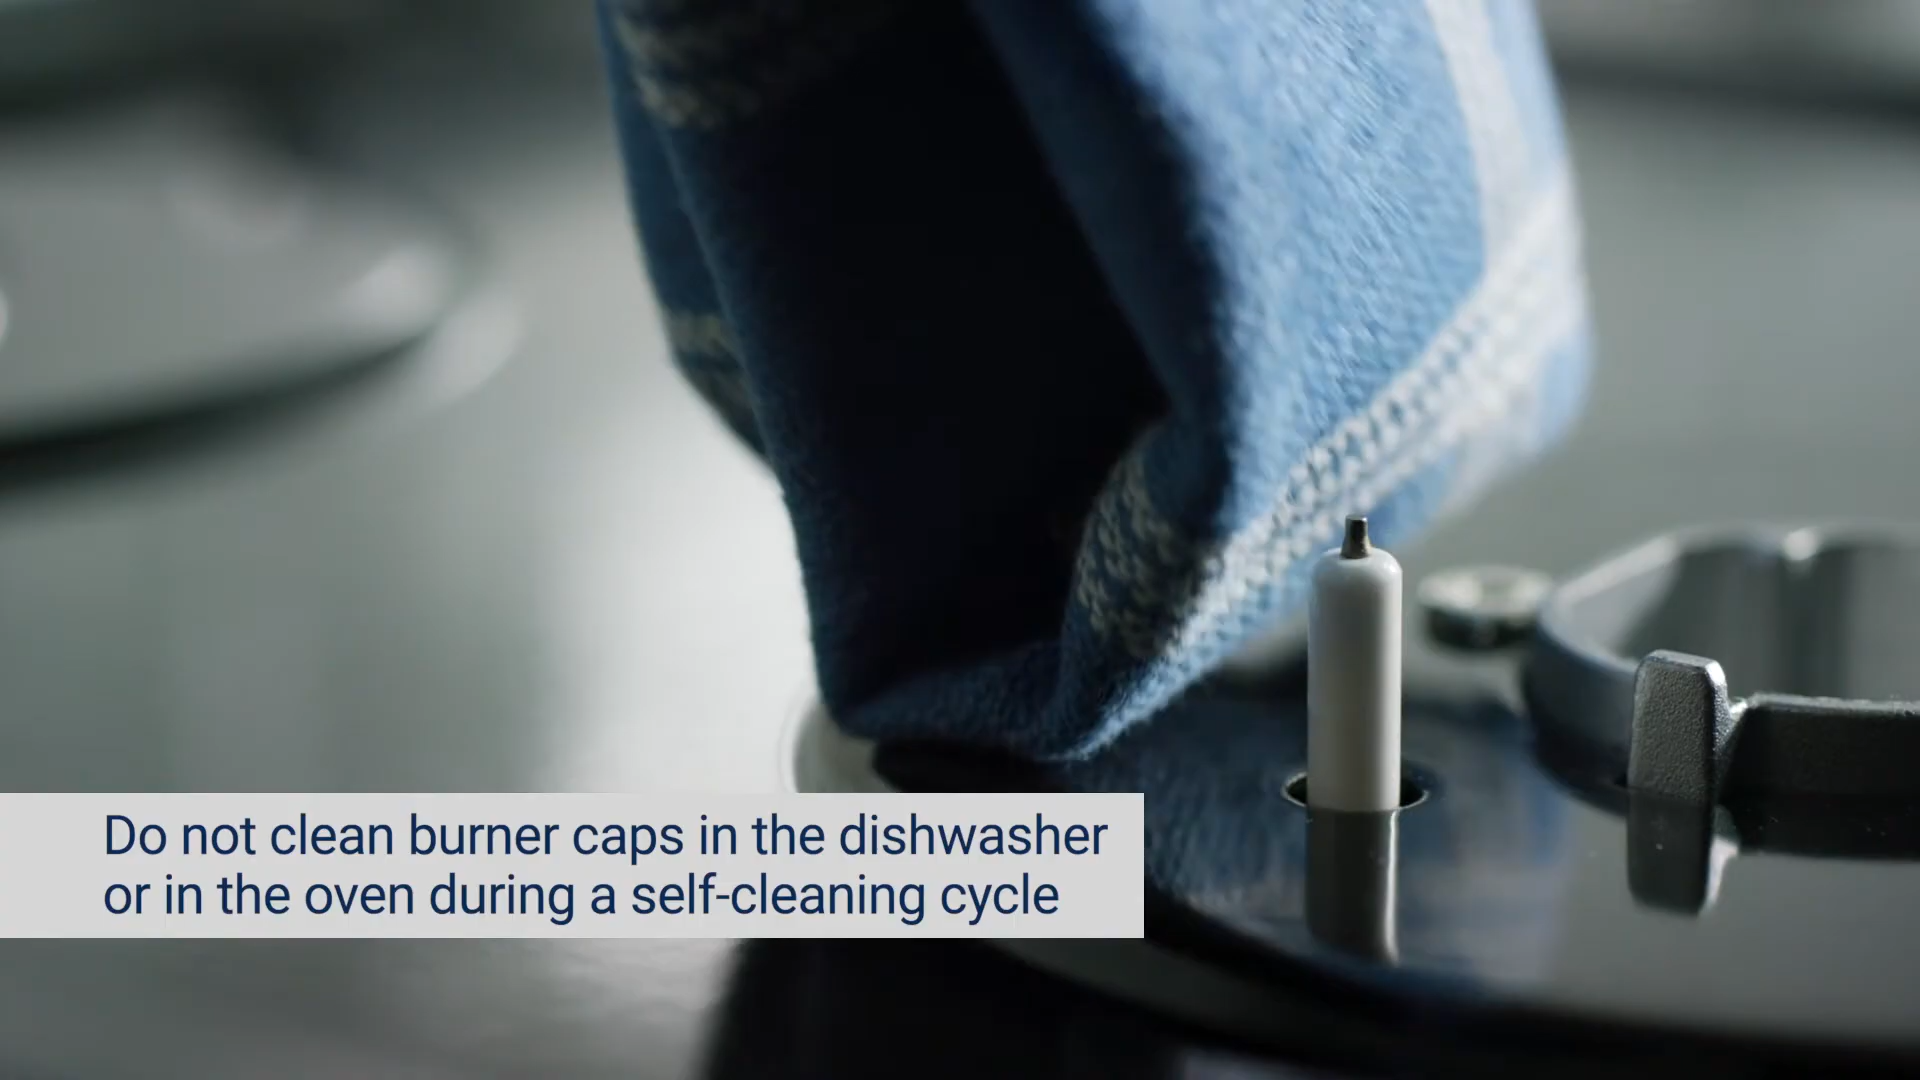 Do not clean burner caps in the dishwasher
or in the oven during a self-cleaning cycle